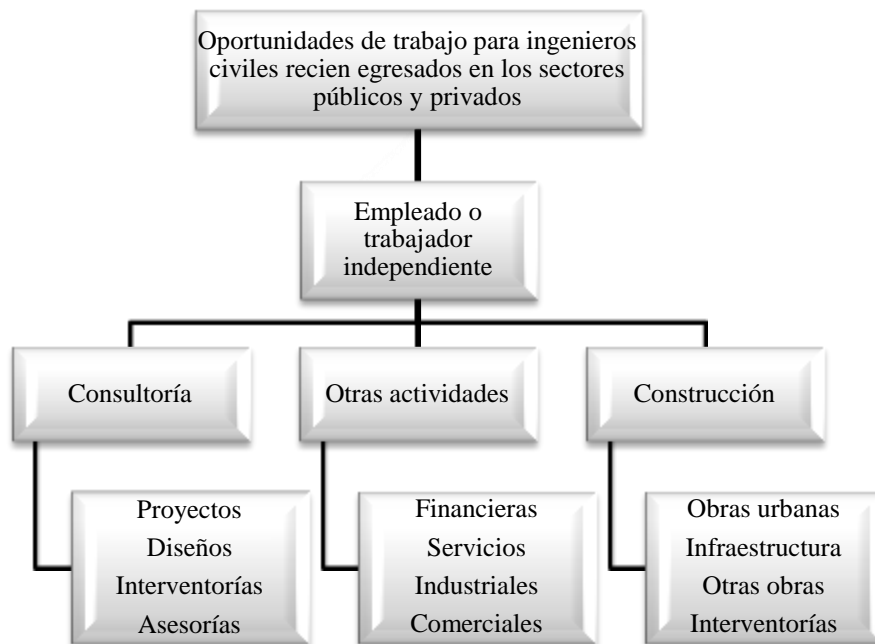 Oportunidades de trabajo para ingenieros
civiles recien egresados en los sectores
públicos y privados
Empleado o
trabajador
independiente
Consultoría
Otras actividades
Construcción
Proyectos
Diseños
Interventorías
Asesorías
Financieras
Servicios
Industriales
Comerciales
Obras urbanas
Infraestructura
Otras obras
Interventorías